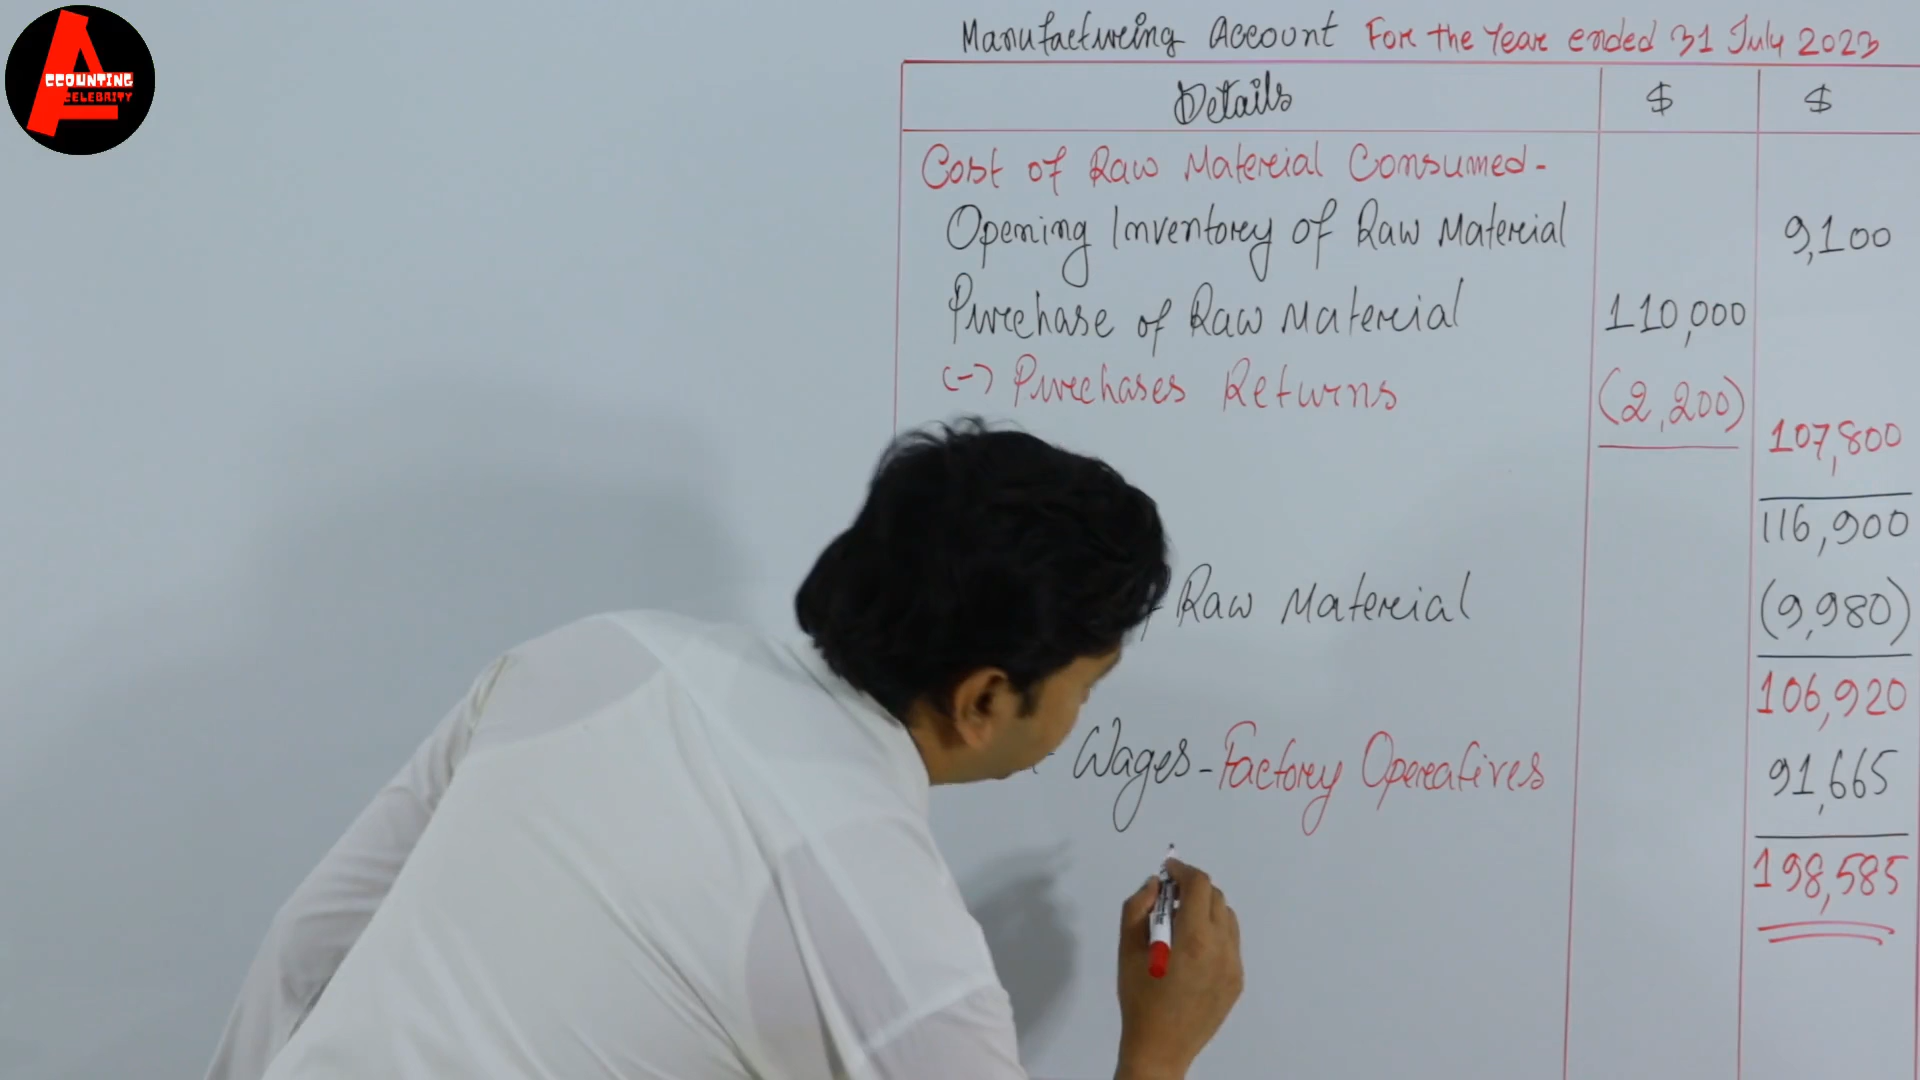 ACCOUNTING
CELEBRITY
Manufacturing Account For the Year ended 31 July 2023
Details $ $
Cost of Raw Material Consumed-
Opening Inventory of Raw Material 9,100
Purchase of Raw Material 110,000
(-) Purchases Returns (2,200)
107,800
116,900
Raw Material (9,980)
106,920
Wages - Factory Operatives 91,665
198,585